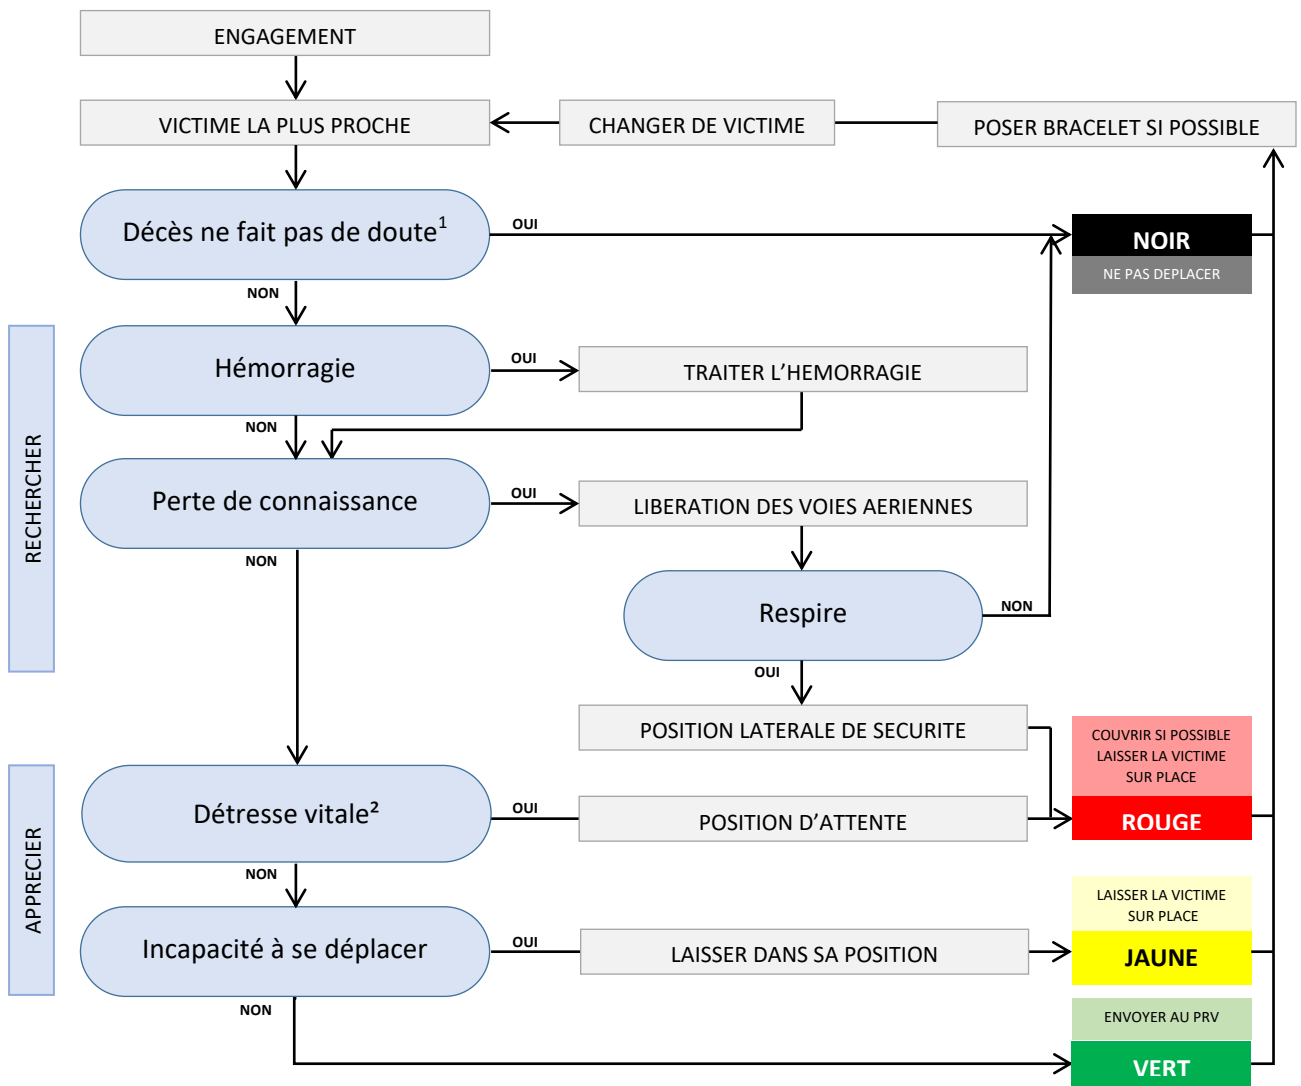 ENGAGEMENT
VICTIME LA PLUS PROCHE
CHANGER DE VICTIME
POSER BRACELET SI POSSIBLE
Décès ne fait pas de doute¹
OUI
NOIR
NE PAS DEPLACER
NON
RECHERCHER
Hémorragie
OUI
TRAITER L'HEMORRAGIE
NON
Perte de connaissance
OUI
LIBERATION DES VOIES AERIENNES
NON
Respire
NON
OUI
POSITION LATERALE DE SECURITE
COUVRIR SI POSSIBLE
LAISSER LA VICTIME
SUR PLACE
APPRECIER
Détresse vitale²
OUI
POSITION D'ATTENTE
ROUGE
NON
LAISSER LA VICTIME
SUR PLACE
Incapacité à se déplacer
OUI
LAISSER DANS SA POSITION
JAUNE
NON
ENVOYER AU PRV
VERT